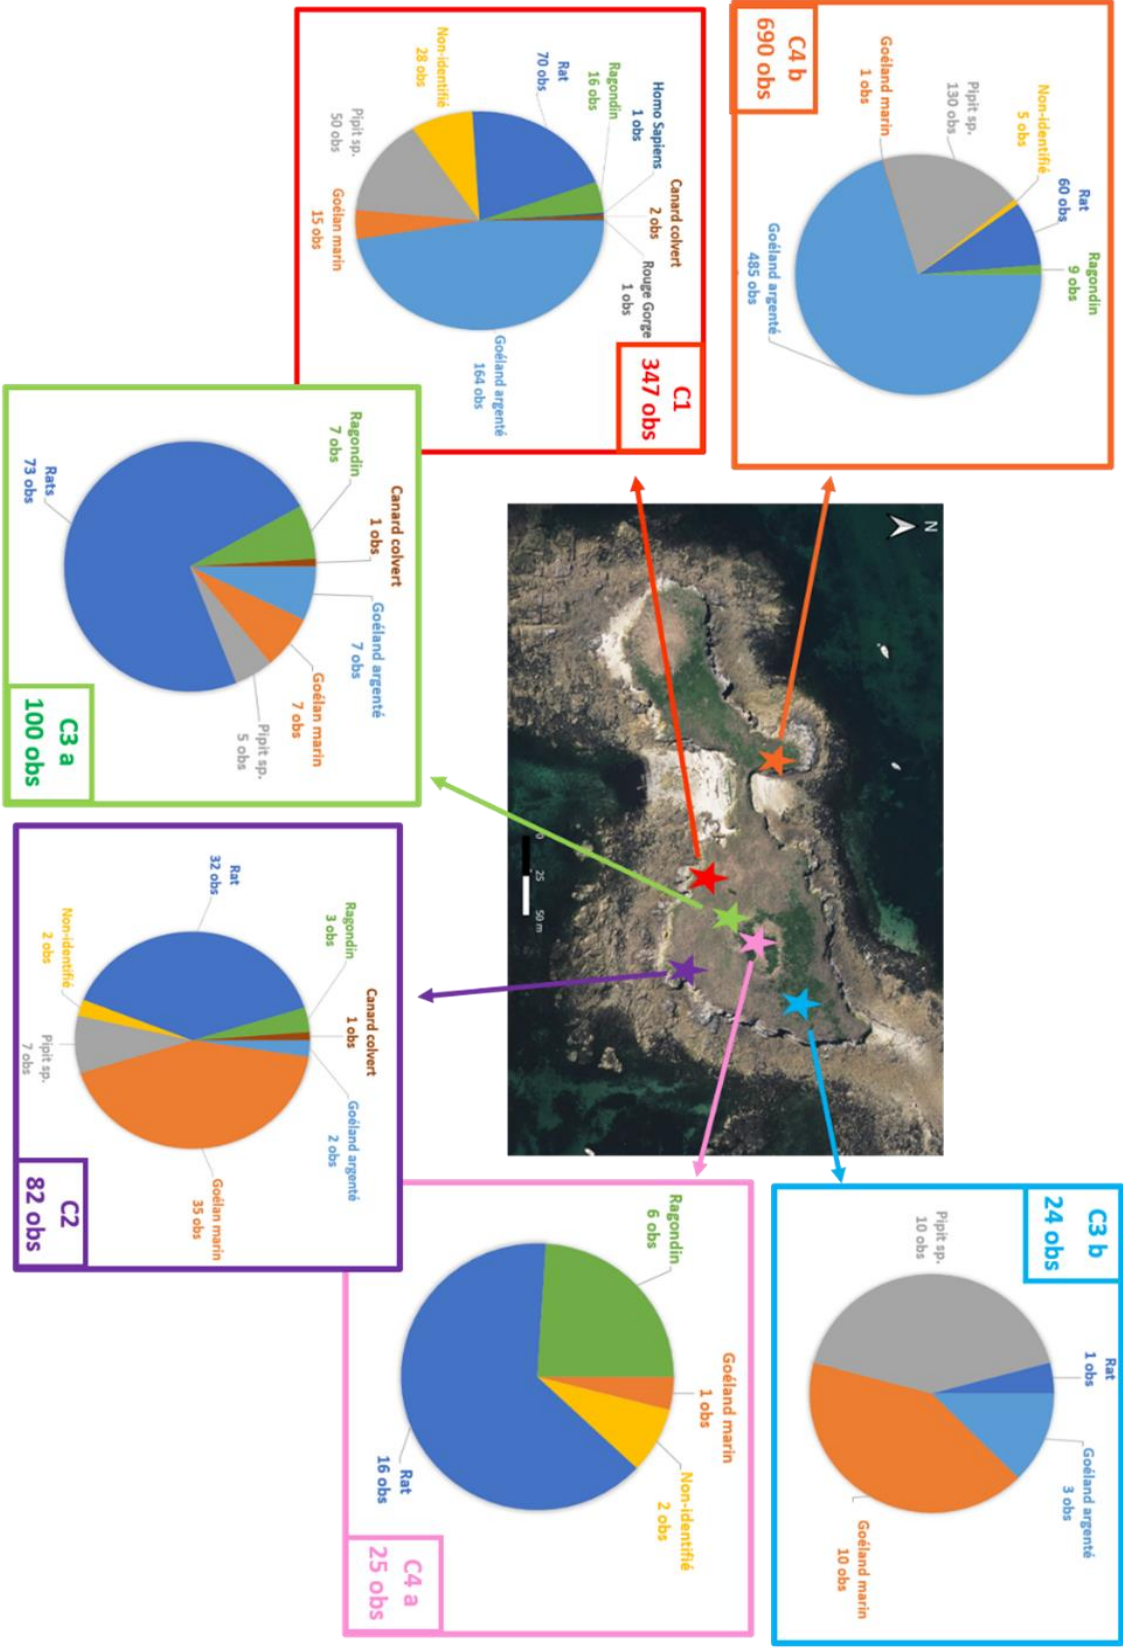 C4 b
690 obs
Goéland marin
1 obs
Pipit sp.
130 obs
Non-identifié
5 obs
Rat
60 obs
Ragondin
9 obs
Goéland argenté
485 obs
C1
347 obs
Non-identifié
28 obs
Rat
70 obs
Ragondin
16 obs
Homo Sapiens
1 obs
Canard colvert
2 obs
Rouge Gorge
1 obs
Goéland argenté
164 obs
Goélan marin
15 obs
Pipit sp.
50 obs
C3 a
100 obs
Rats
73 obs
Ragondin
7 obs
Canard colvert
1 obs
Goéland argenté
7 obs
Goélan marin
7 obs
Pipit sp.
5 obs
N
0 25 50 m
C2
82 obs
Rat
32 obs
Ragondin
3 obs
Canard colvert
1 obs
Goéland argenté
2 obs
Goélan marin
35 obs
Pipit sp.
7 obs
Non-identifié
2 obs
C3 b
24 obs
Pipit sp.
10 obs
Rat
1 obs
Goéland argenté
3 obs
Goéland marin
10 obs
C4 a
25 obs
Ragondin
6 obs
Goéland marin
1 obs
Non-identifié
2 obs
Rat
16 obs